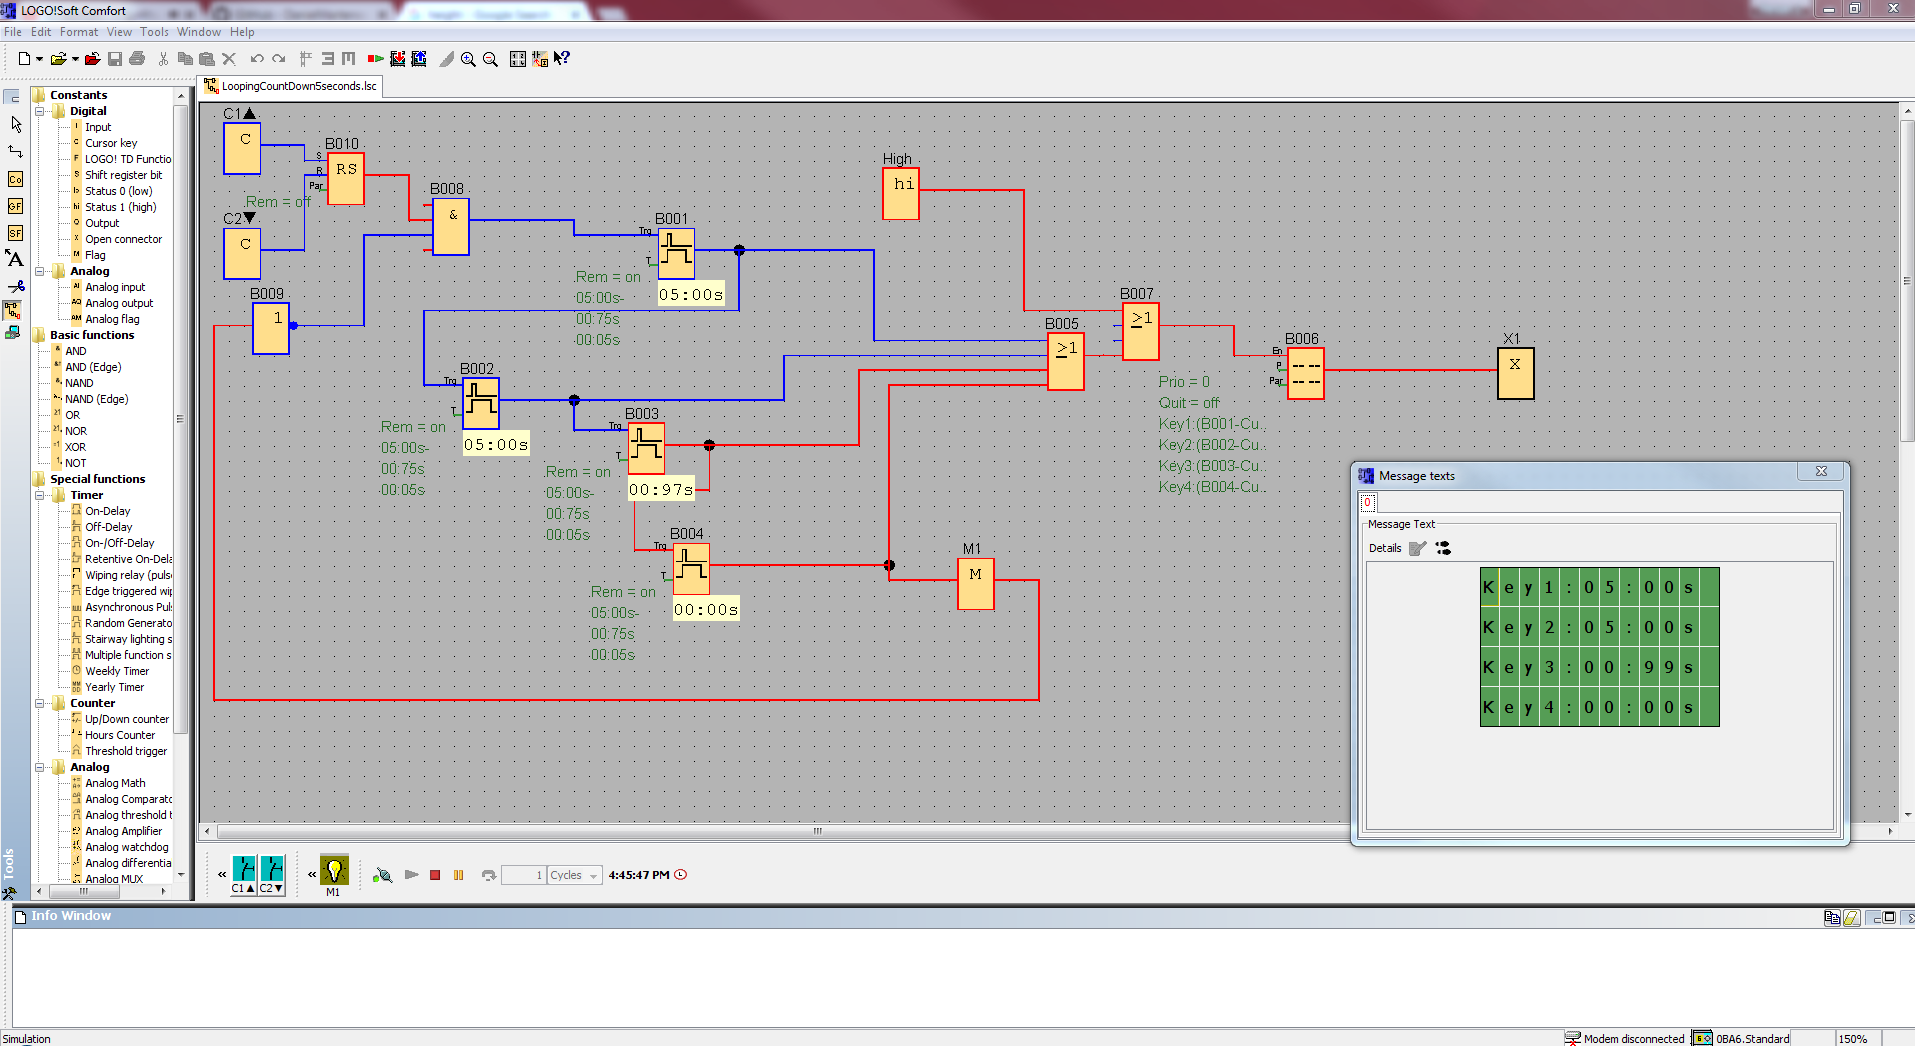 LOGO!Soft Comfort
File Edit Format View Tools Window Help
LoopingCountDown5seconds.lsc
Constants
Digital
Input
Cursor key
LOGO! TD Functio
Shift register bit
Status 0 (low)
Status 1 (high)
Output
Open connector
Flag
Analog
Analog input
Analog output
Analog flag
Basic functions
AND
AND (Edge)
NAND
NAND (Edge)
OR
NOR
XOR
NOT
Special functions
Timer
On-Delay
Off-Delay
On-/Off-Delay
Retentive On-Dela
Wiping relay (puls
Edge triggered wip
Asynchronous Puls
Random Generato
Stairway lighting s
Multiple function s
Weekly Timer
Yearly Timer
Counter
Up/Down counter
Hours Counter
Threshold trigger
Analog
Analog Math
Analog Comparato
Analog threshold t
Analog Amplifier
Analog watchdog
Analog differentia
Analog MUX
Tools
C1▲
C
C2▼
C
B010
S
R
Par
RS
Rem = off
B009
1
B008
&
B001
Trg
T
Rem = on
05:00s-
00:75s
00:05s
05:00s
B002
Trg
T
Rem = on
05:00s-
00:75s
00:05s
05:00s
B003
Trg
T
Rem = on
05:00s-
00:75s
00:05s
00:97s
B004
Trg
T
Rem = on
05:00s-
00:75s
00:05s
00:00s
High
hi
B005
≥1
B007
≥1
M1
M
B006
En
P
Par
Prio = 0
Quit = off
Key1:(B001-Cu..
Key2:(B002-Cu..
Key3:(B003-Cu..
Key4:(B004-Cu..
X1
X
Message texts
0
Message Text
Details
Key1:05:00s
Key2:05:00s
Key3:00:99s
Key4:00:00s
C1▲ C2▼
M1
1 Cycles
4:45:47 PM
Info Window
Simulation
Modem disconnected
0BA6.Standard
150%